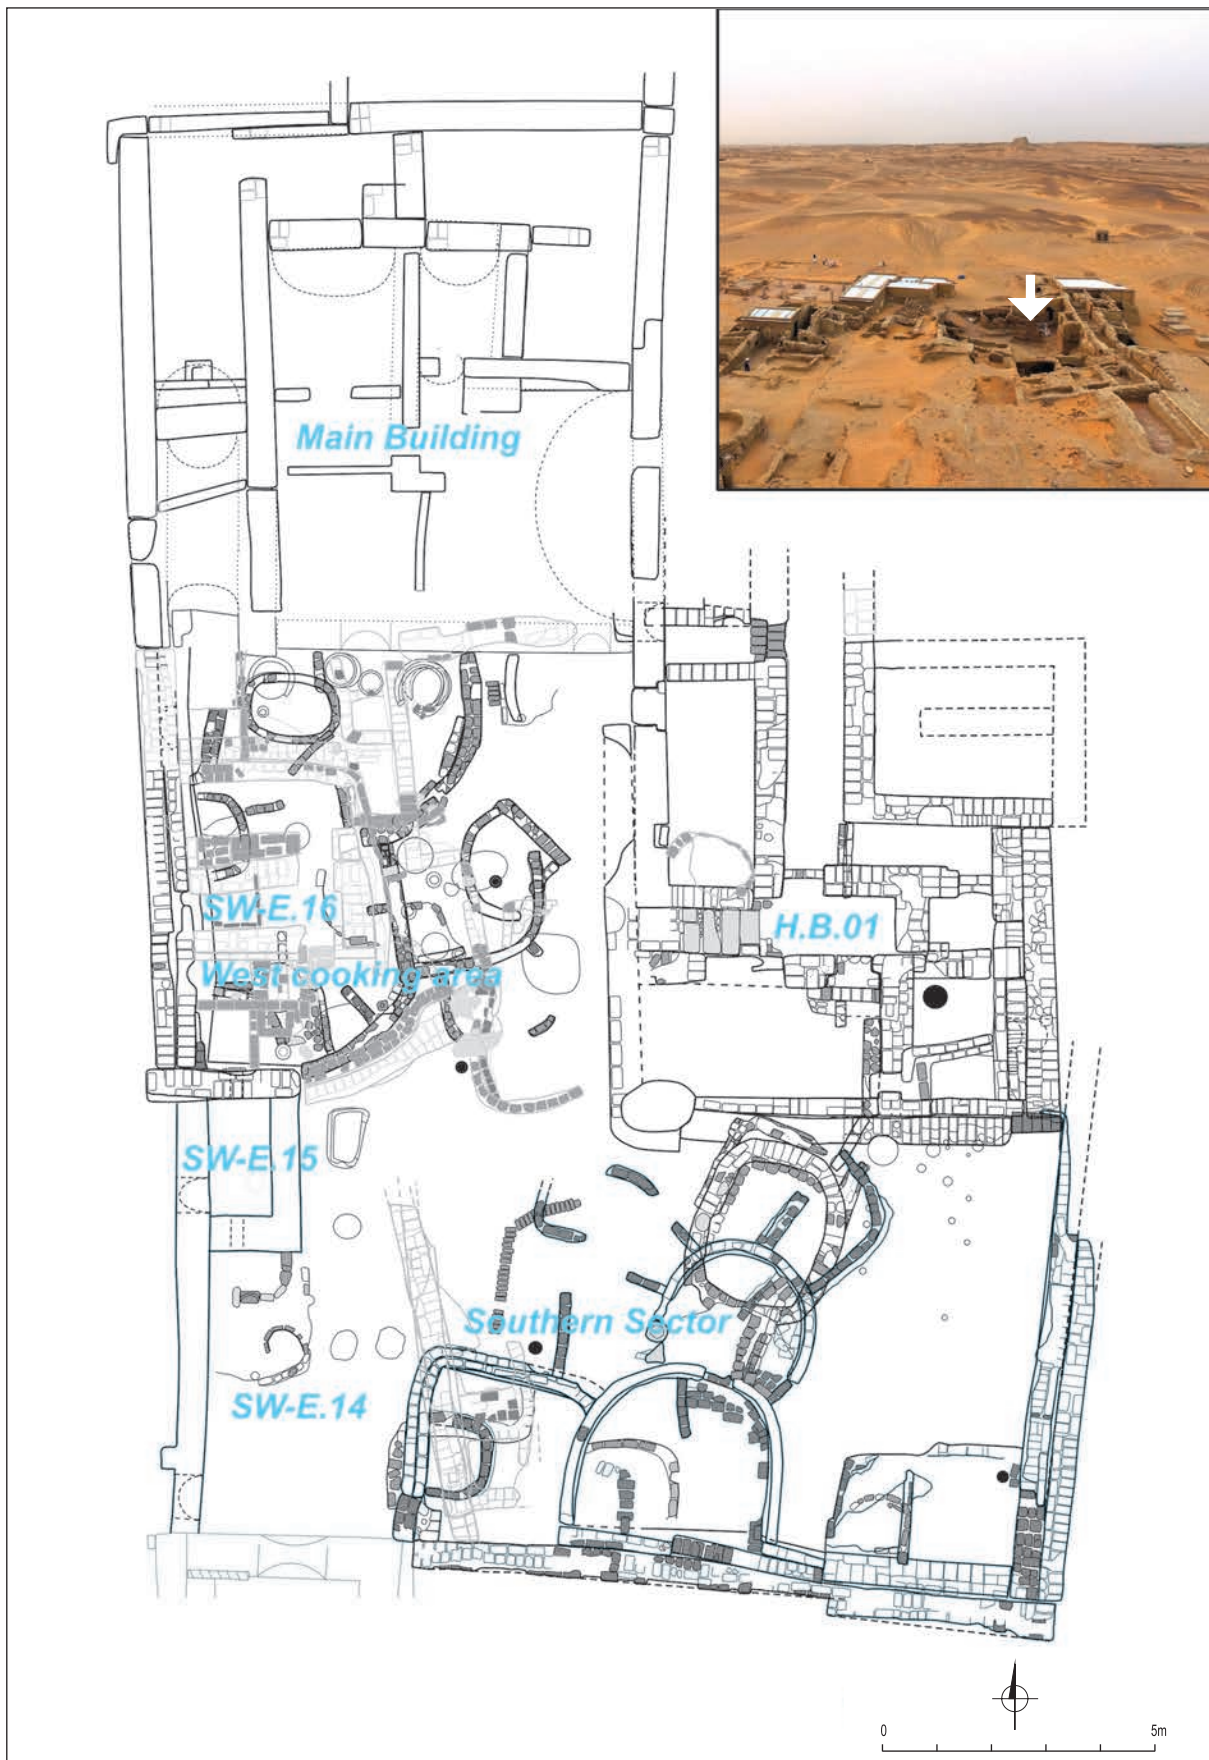 Main Building
SW-E.16
H.B.01
West cooking area
SW-E.15
Southern Sector
SW-E.14
0 5m